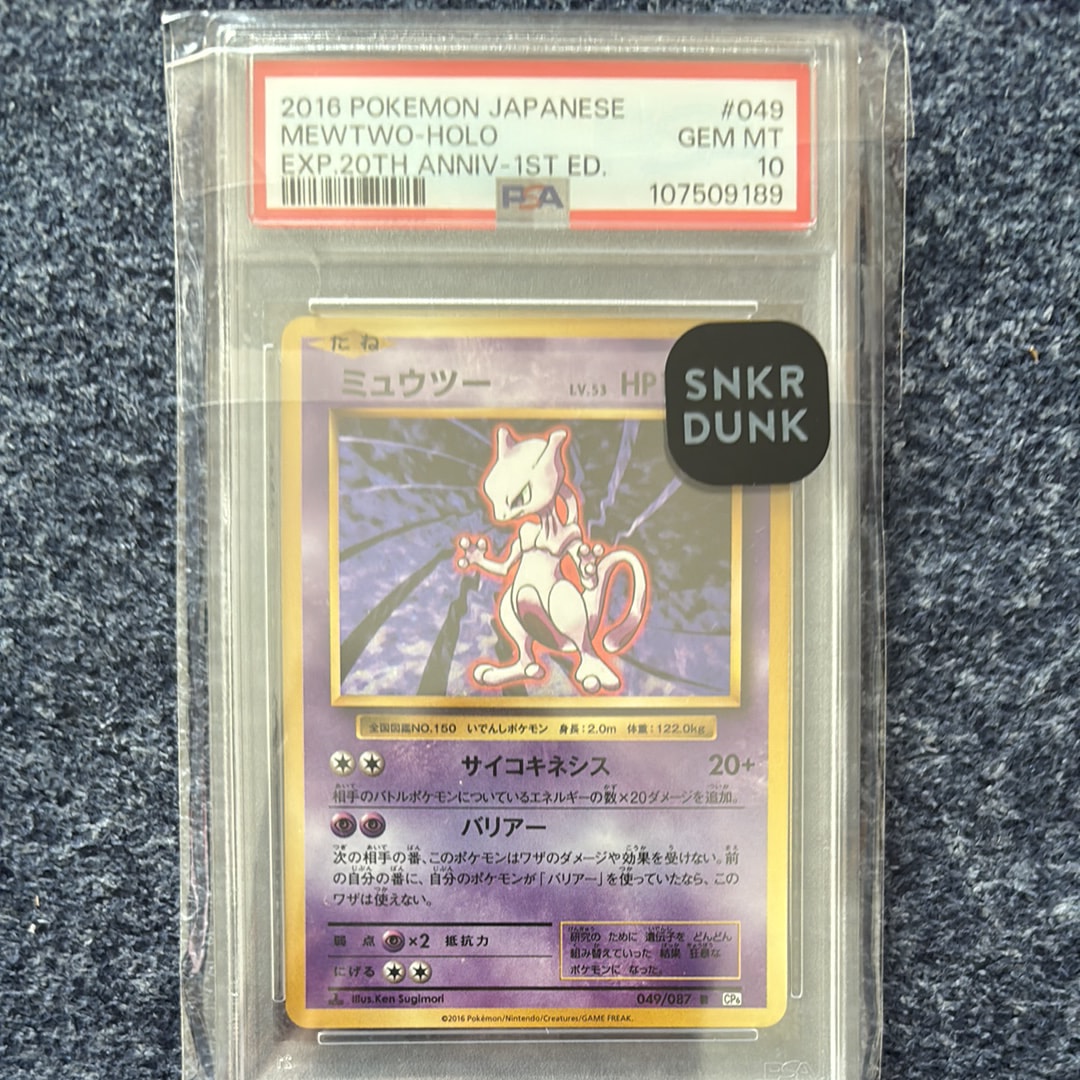 2016 POKEMON JAPANESE #049
MEWTWO-HOLO GEM MT
EXP.20TH ANNIV-1ST ED. 10
PSA 107509189
たね
ミュウツー LV.53 HP
SNKR
DUNK
全国図鑑NO.150 いでんしポケモン 身長:2.0m 体重:122.0kg
サイコキネシス 20+
相手のバトルポケモンについているエネルギーの数×20ダメージを追加。
バリアー
次の相手の番、このポケモンはワザのダメージや効果を受けない。前
の自分の番に、自分のポケモンが「バリアー」を使っていたなら、この
ワザは使えない。
弱点 ×2 抵抗力
にげる
研究の ために 遺伝子を どんどん
組み替えていった 結果 狂暴な
ポケモンに なった。
Illus.Ken Sugimori 049/087 R CP6
©2016 Pokémon/Nintendo/Creatures/GAME FREAK.
PSA